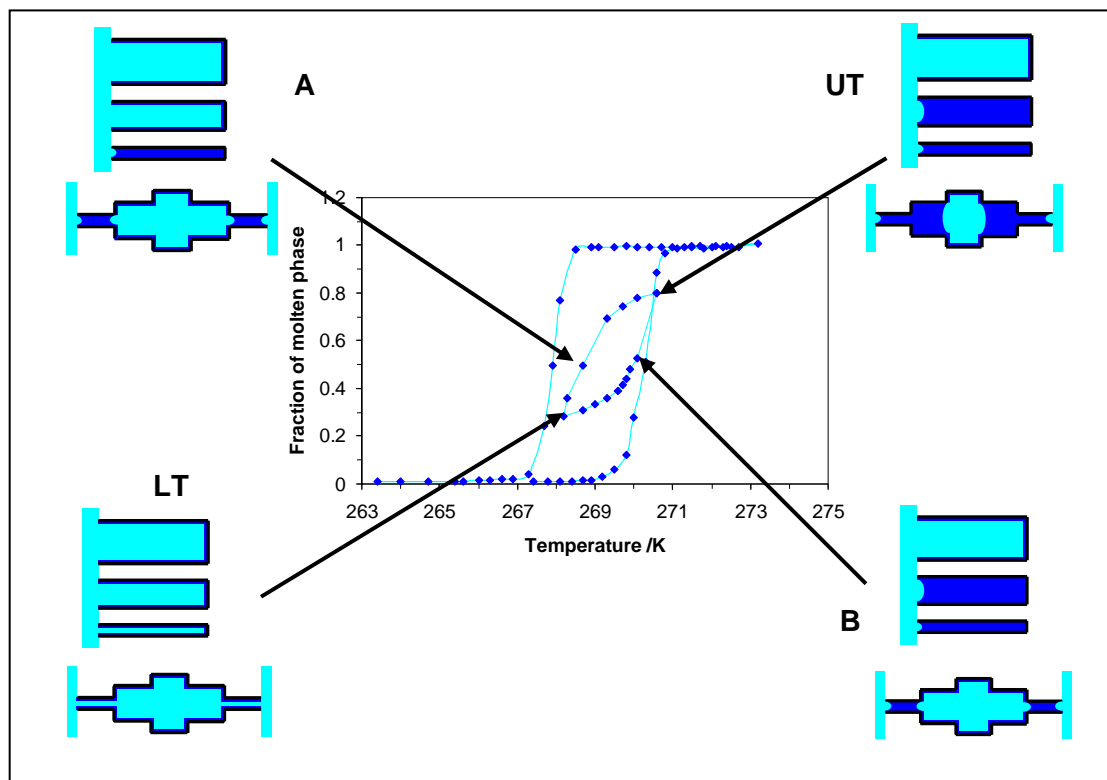 A
UT
1.2
1
0.8
0.6
0.4
0.2
0
Fraction of molten phase
263 265 267 269 271 273 275
Temperature /K
LT
B